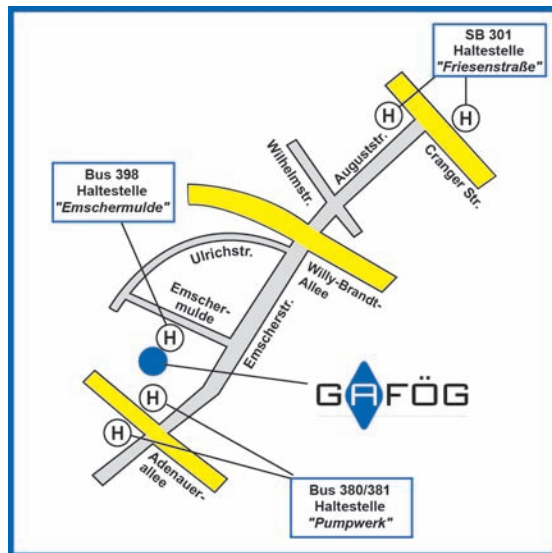 SB 301
Haltestelle
"Friesenstraße"
H
H
Cranger Str.
Auguststr.
Wilhelmstr.
Bus 398
Haltestelle
"Emschermulde"
Ulrichstr.
Willy-Brandt-
Allee
Emscher-
mulde
Emscherstr.
H
GAFÖG
H
H
Adenauer-
allee
Bus 380/381
Haltestelle
"Pumpwerk"